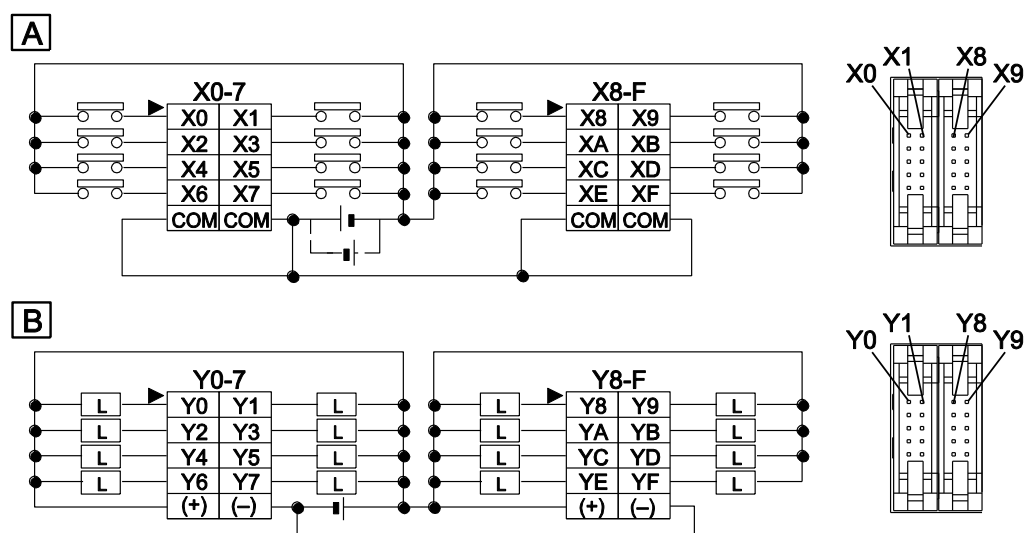 A
X0-7
X8-F
X0 X1 X8 X9
X0 X1
X2 X3
X4 X5
X6 X7
COM COM
X8 X9
XA XB
XC XD
XE XF
COM COM
B
Y0-7
Y8-F
Y0 Y1 Y8 Y9
L Y0 Y1 L
L Y2 Y3 L
L Y4 Y5 L
L Y6 Y7 L
(+) (–)
L Y8 Y9 L
L YA YB L
L YC YD L
L YE YF L
(+) (–)